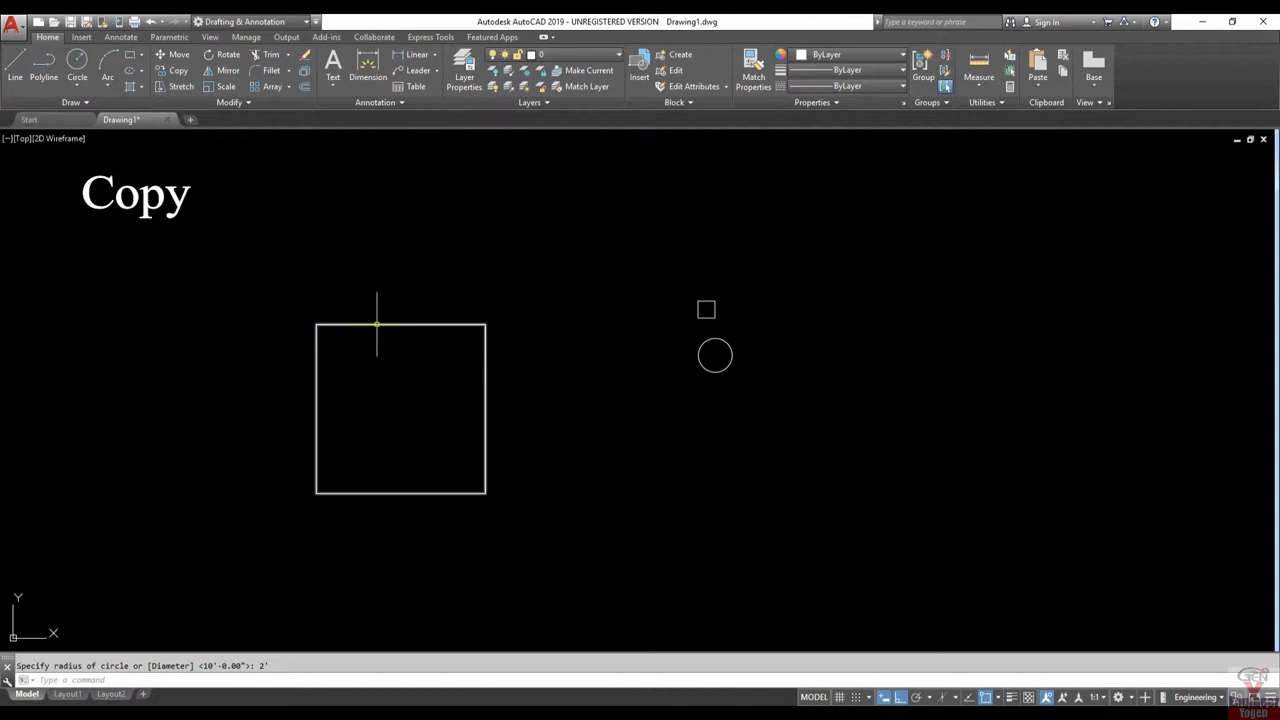 Drafting & Annotation
Autodesk AutoCAD 2019 - UNREGISTERED VERSION Drawing1.dwg
Type a keyword or phrase
Sign In
Home Insert Annotate Parametric View Manage Output Add-ins Collaborate Express Tools Featured Apps
Move Rotate Trim Linear 0 Create ByLayer
Copy Mirror Fillet Leader Make Current Edit ByLayer
Line Polyline Circle Arc Text Dimension Layer Insert Match Group Measure Paste Base
Properties Properties
Stretch Scale Array Table Match Layer Edit Attributes ByLayer
Draw Modify Annotation Layers Block Properties Groups Utilities Clipboard View
Start Drawing1*
[−][Top][2D Wireframe]
Copy
Y
X
Specify radius of circle or [Diameter] <10'-0.00">: 2'
Type a command
Model Layout1 Layout2
MODEL 1:1 Engineering
Yogen